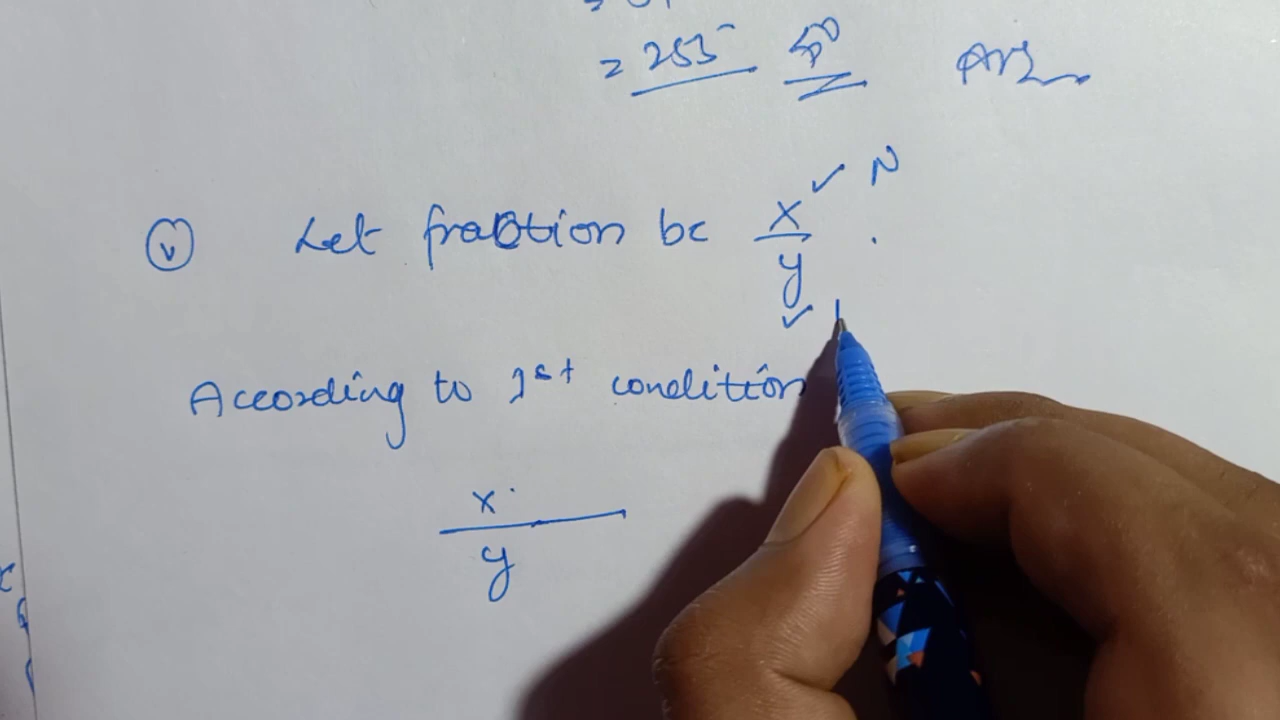 = 255 Ans
(v) Let fraction be x/y . N
According to 1st condition
x
y